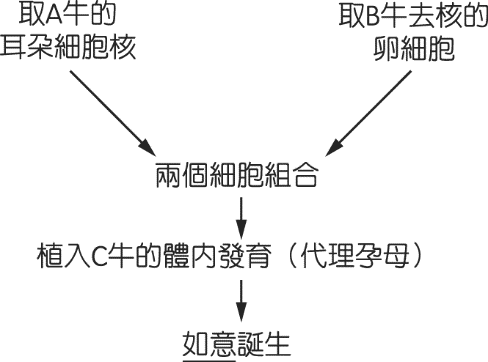 取A牛的
耳朵細胞核
取B牛去核的
卵細胞
兩個細胞組合
植入C牛的體內發育（代理孕母）
如意誕生